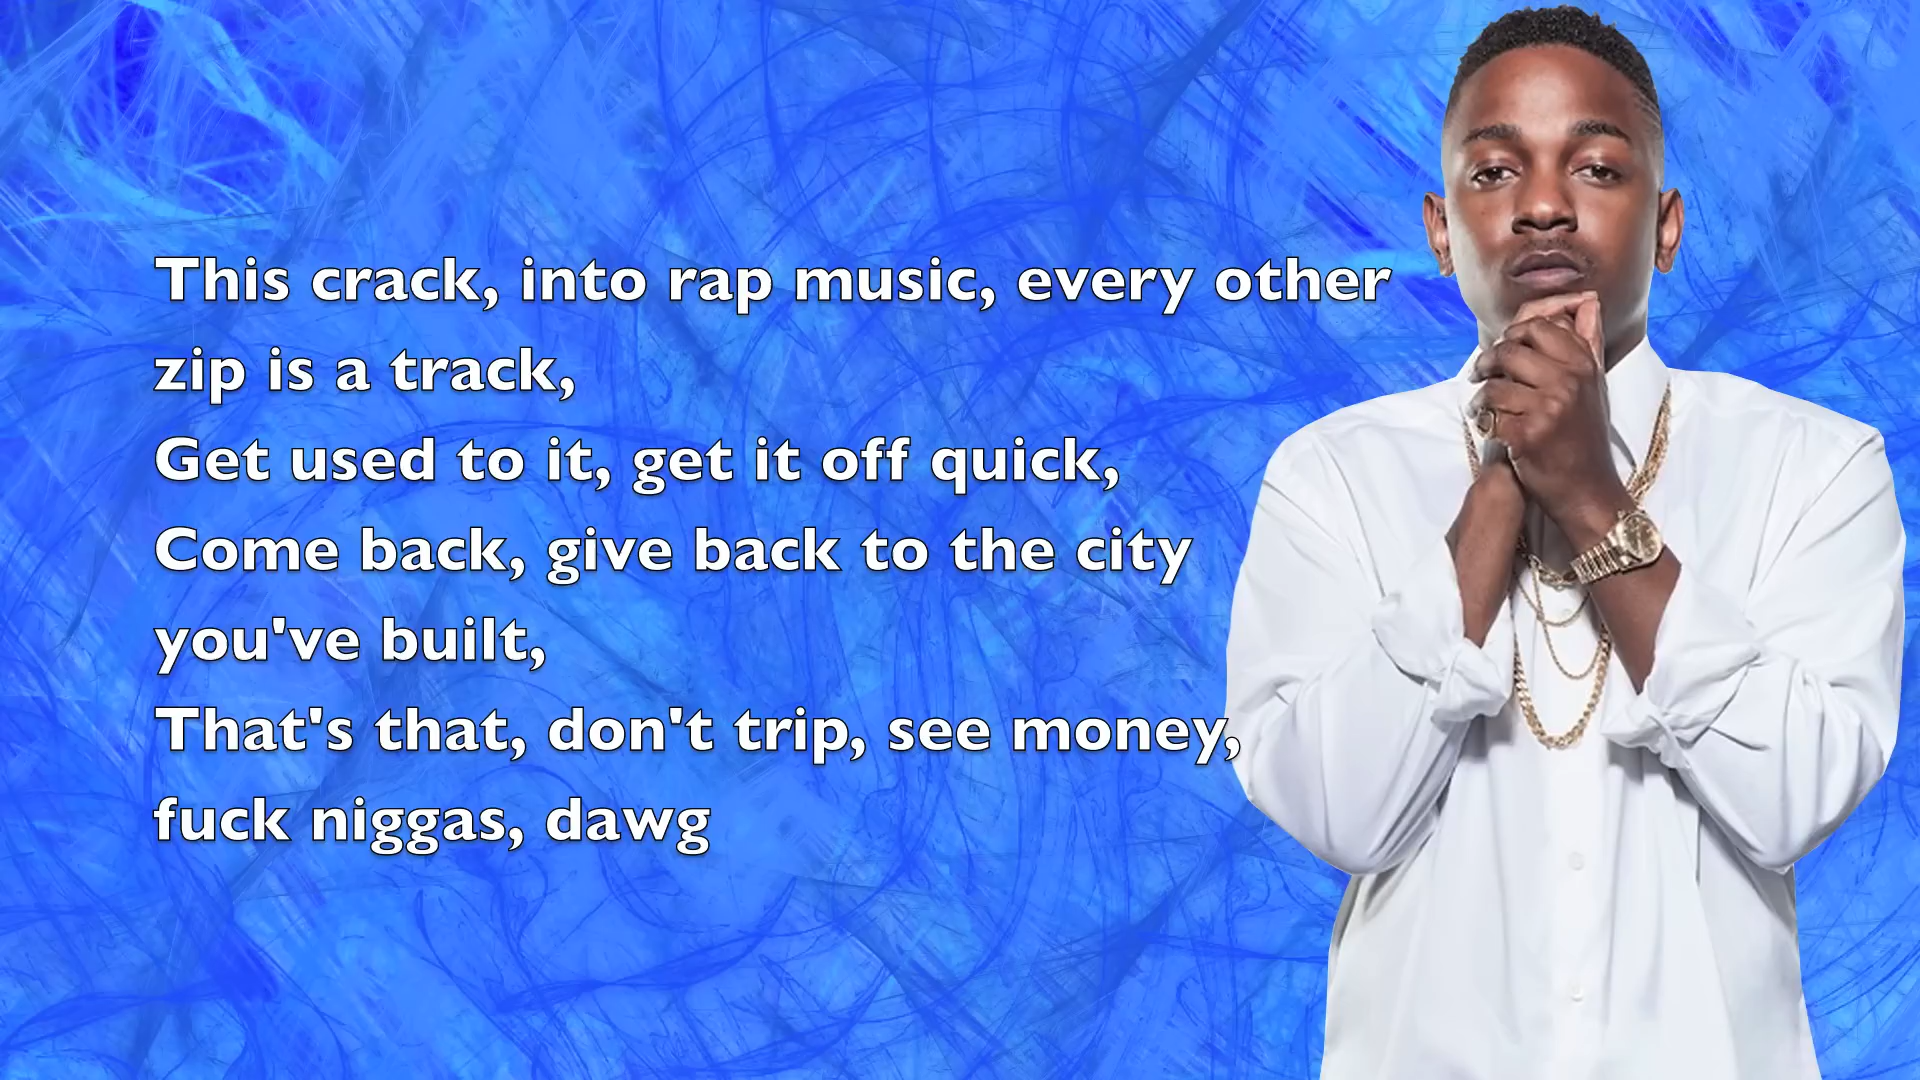 This crack, into rap music, every other
zip is a track,
Get used to it, get it off quick,
Come back, give back to the city
you've built,
That's that, don't trip, see money,
fuck niggas, dawg